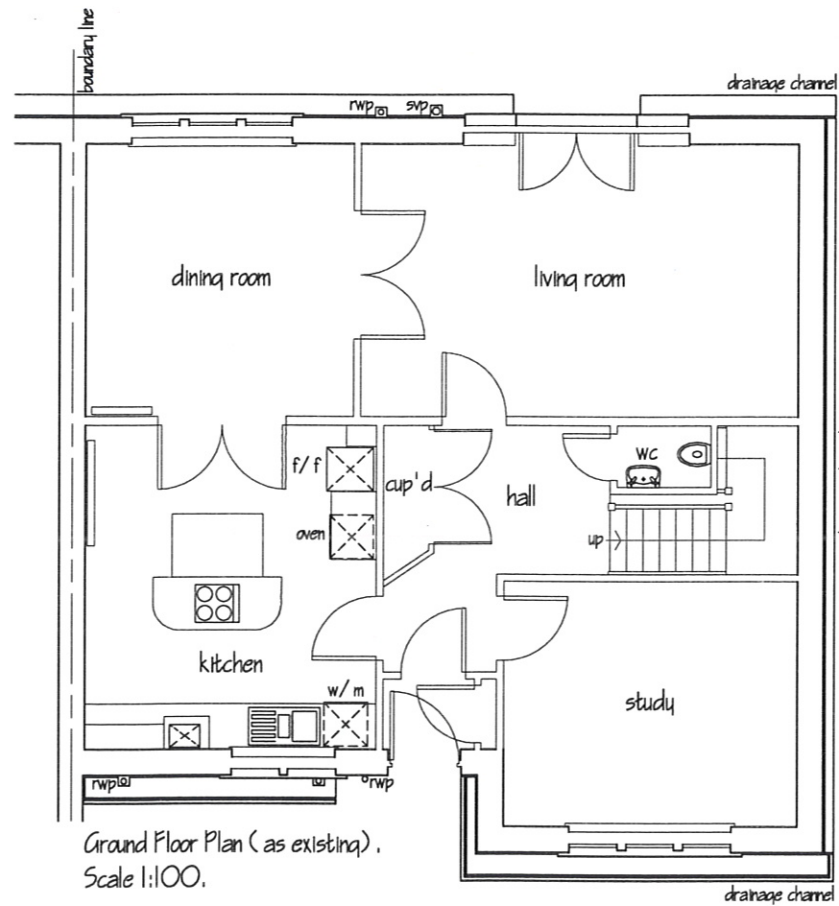 boundary line
drainage channel
rwp
svp
dining room
living room
f/f
cup'd
hall
wc
oven
up
kitchen
w/m
study
rwp
rwp
Ground Floor Plan (as existing).
Scale 1:100.
drainage channel